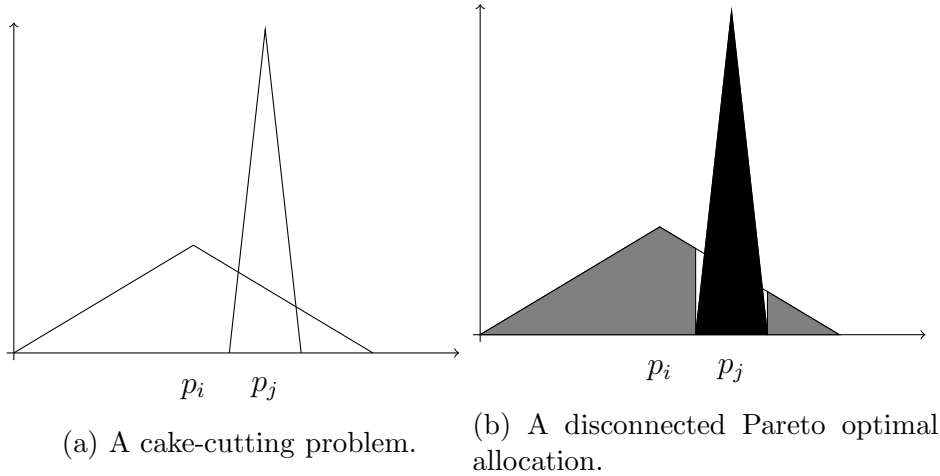 p_i p_j
p_i p_j
(a) A cake-cutting problem.
(b) A disconnected Pareto optimal
allocation.